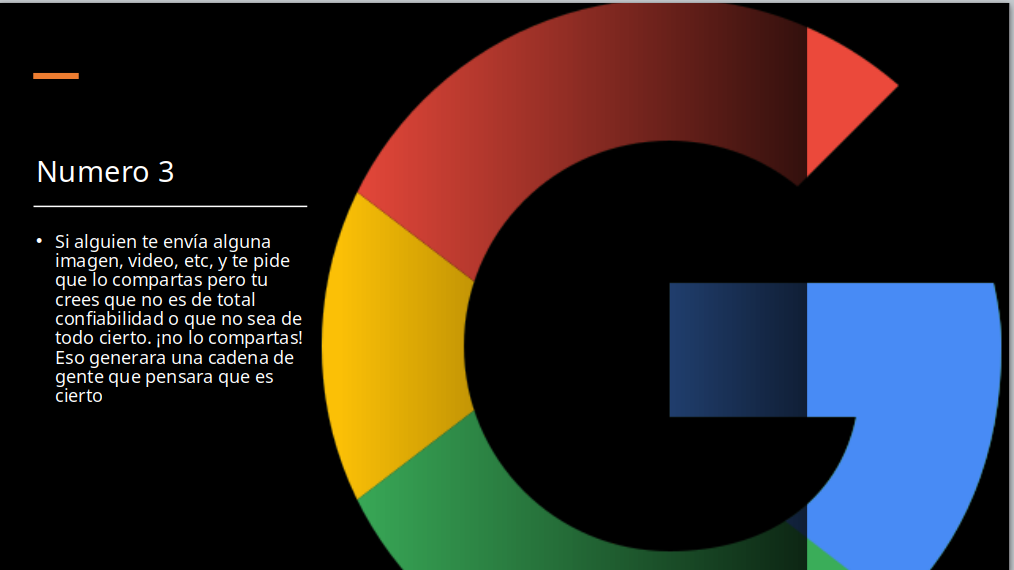 Numero 3
• Si alguien te envía alguna
imagen, video, etc, y te pide
que lo compartas pero tu
crees que no es de total
confiabilidad o que no sea de
todo cierto. ¡no lo compartas!
Eso generara una cadena de
gente que pensara que es
cierto